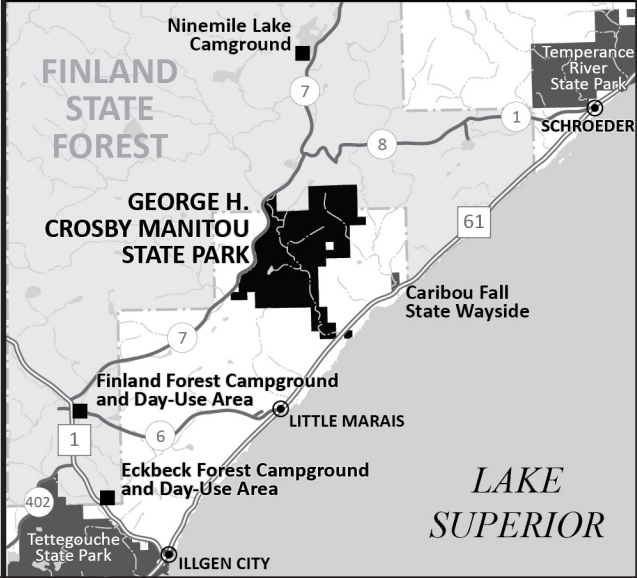 Ninemile Lake
Camground
FINLAND
STATE
FOREST
7
Temperance
River
State Park
1
SCHROEDER
8
GEORGE H.
CROSBY MANITOU
STATE PARK
61
Caribou Fall
State Wayside
7
Finland Forest Campground
and Day-Use Area
LITTLE MARAIS
6
1
Eckbeck Forest Campground
and Day-Use Area
402
LAKE
SUPERIOR
Tettegouche
State Park
ILLGEN CITY